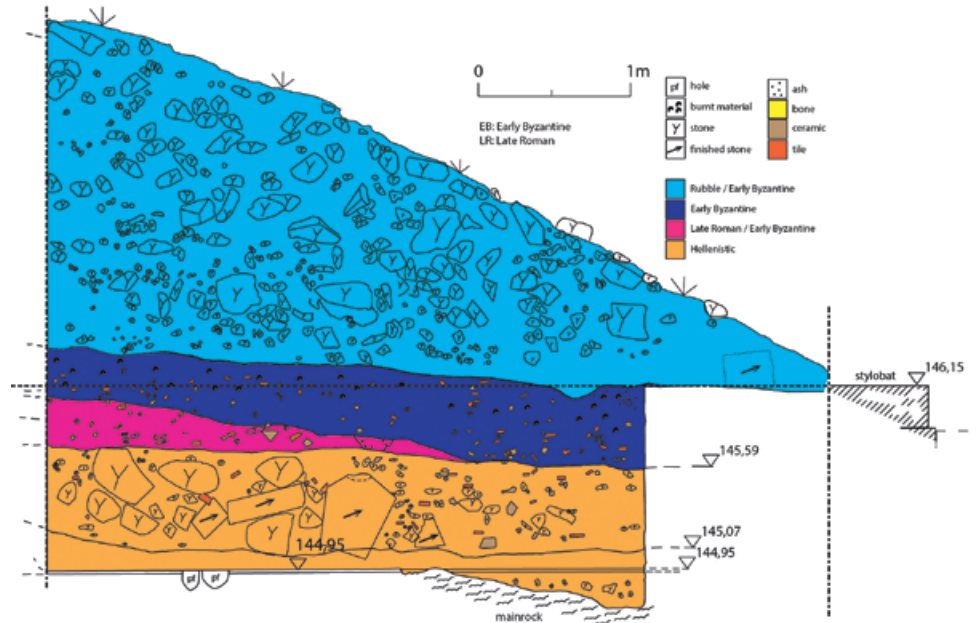 0 1m
EB: Early Byzantine
LR: Late Roman
pf hole
burnt material
Y stone
finished stone
ash
bone
ceramic
tile
Rubble / Early Byzantine
Early Byzantine
Late Roman / Early Byzantine
Hellenistic
stylobat
146,15
145,59
145,07
144,95
144,95
pf pf
mainrock